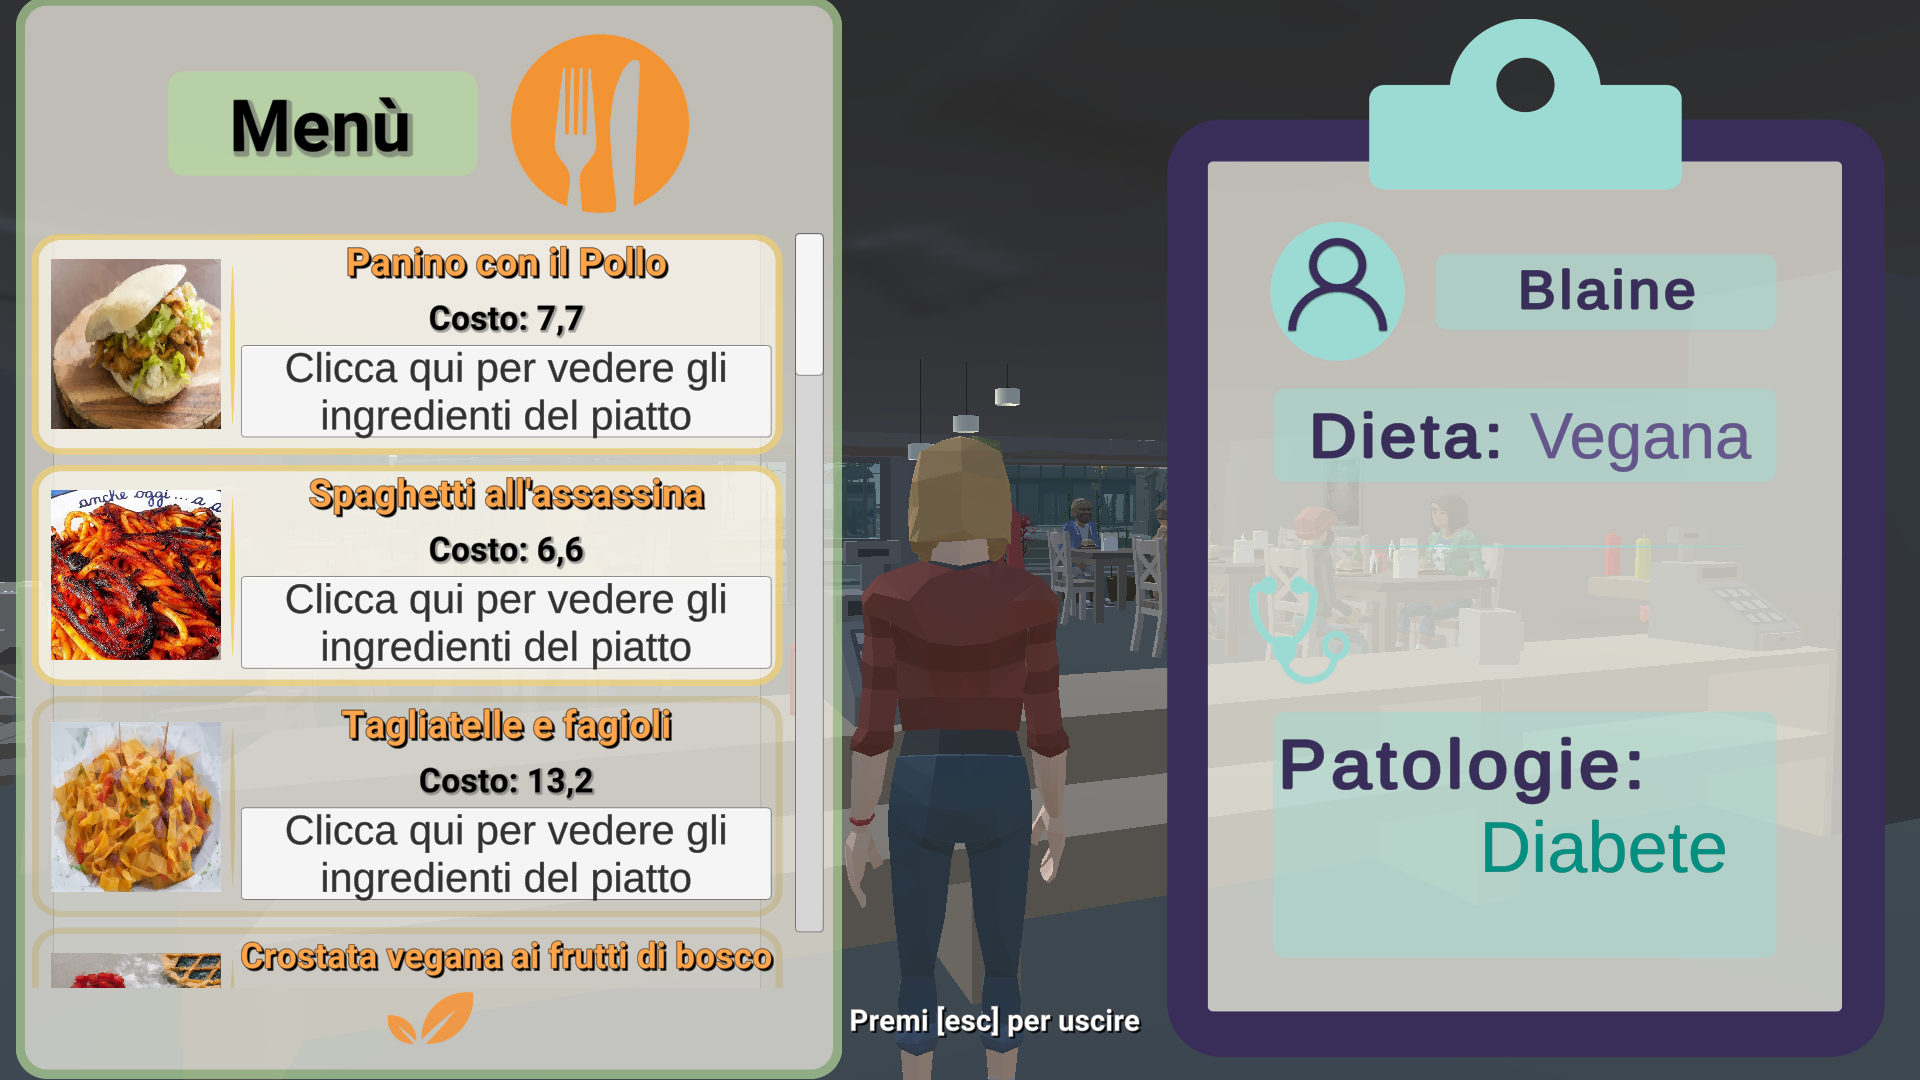 Menù
Panino con il Pollo
Costo: 7,7
Clicca qui per vedere gli
ingredienti del piatto
anche oggi... a
Spaghetti all'assassina
Costo: 6,6
Clicca qui per vedere gli
ingredienti del piatto
Tagliatelle e fagioli
Costo: 13,2
Clicca qui per vedere gli
ingredienti del piatto
Crostata vegana ai frutti di bosco
Premi [esc] per uscire
Blaine
Dieta: Vegana
Patologie:
Diabete